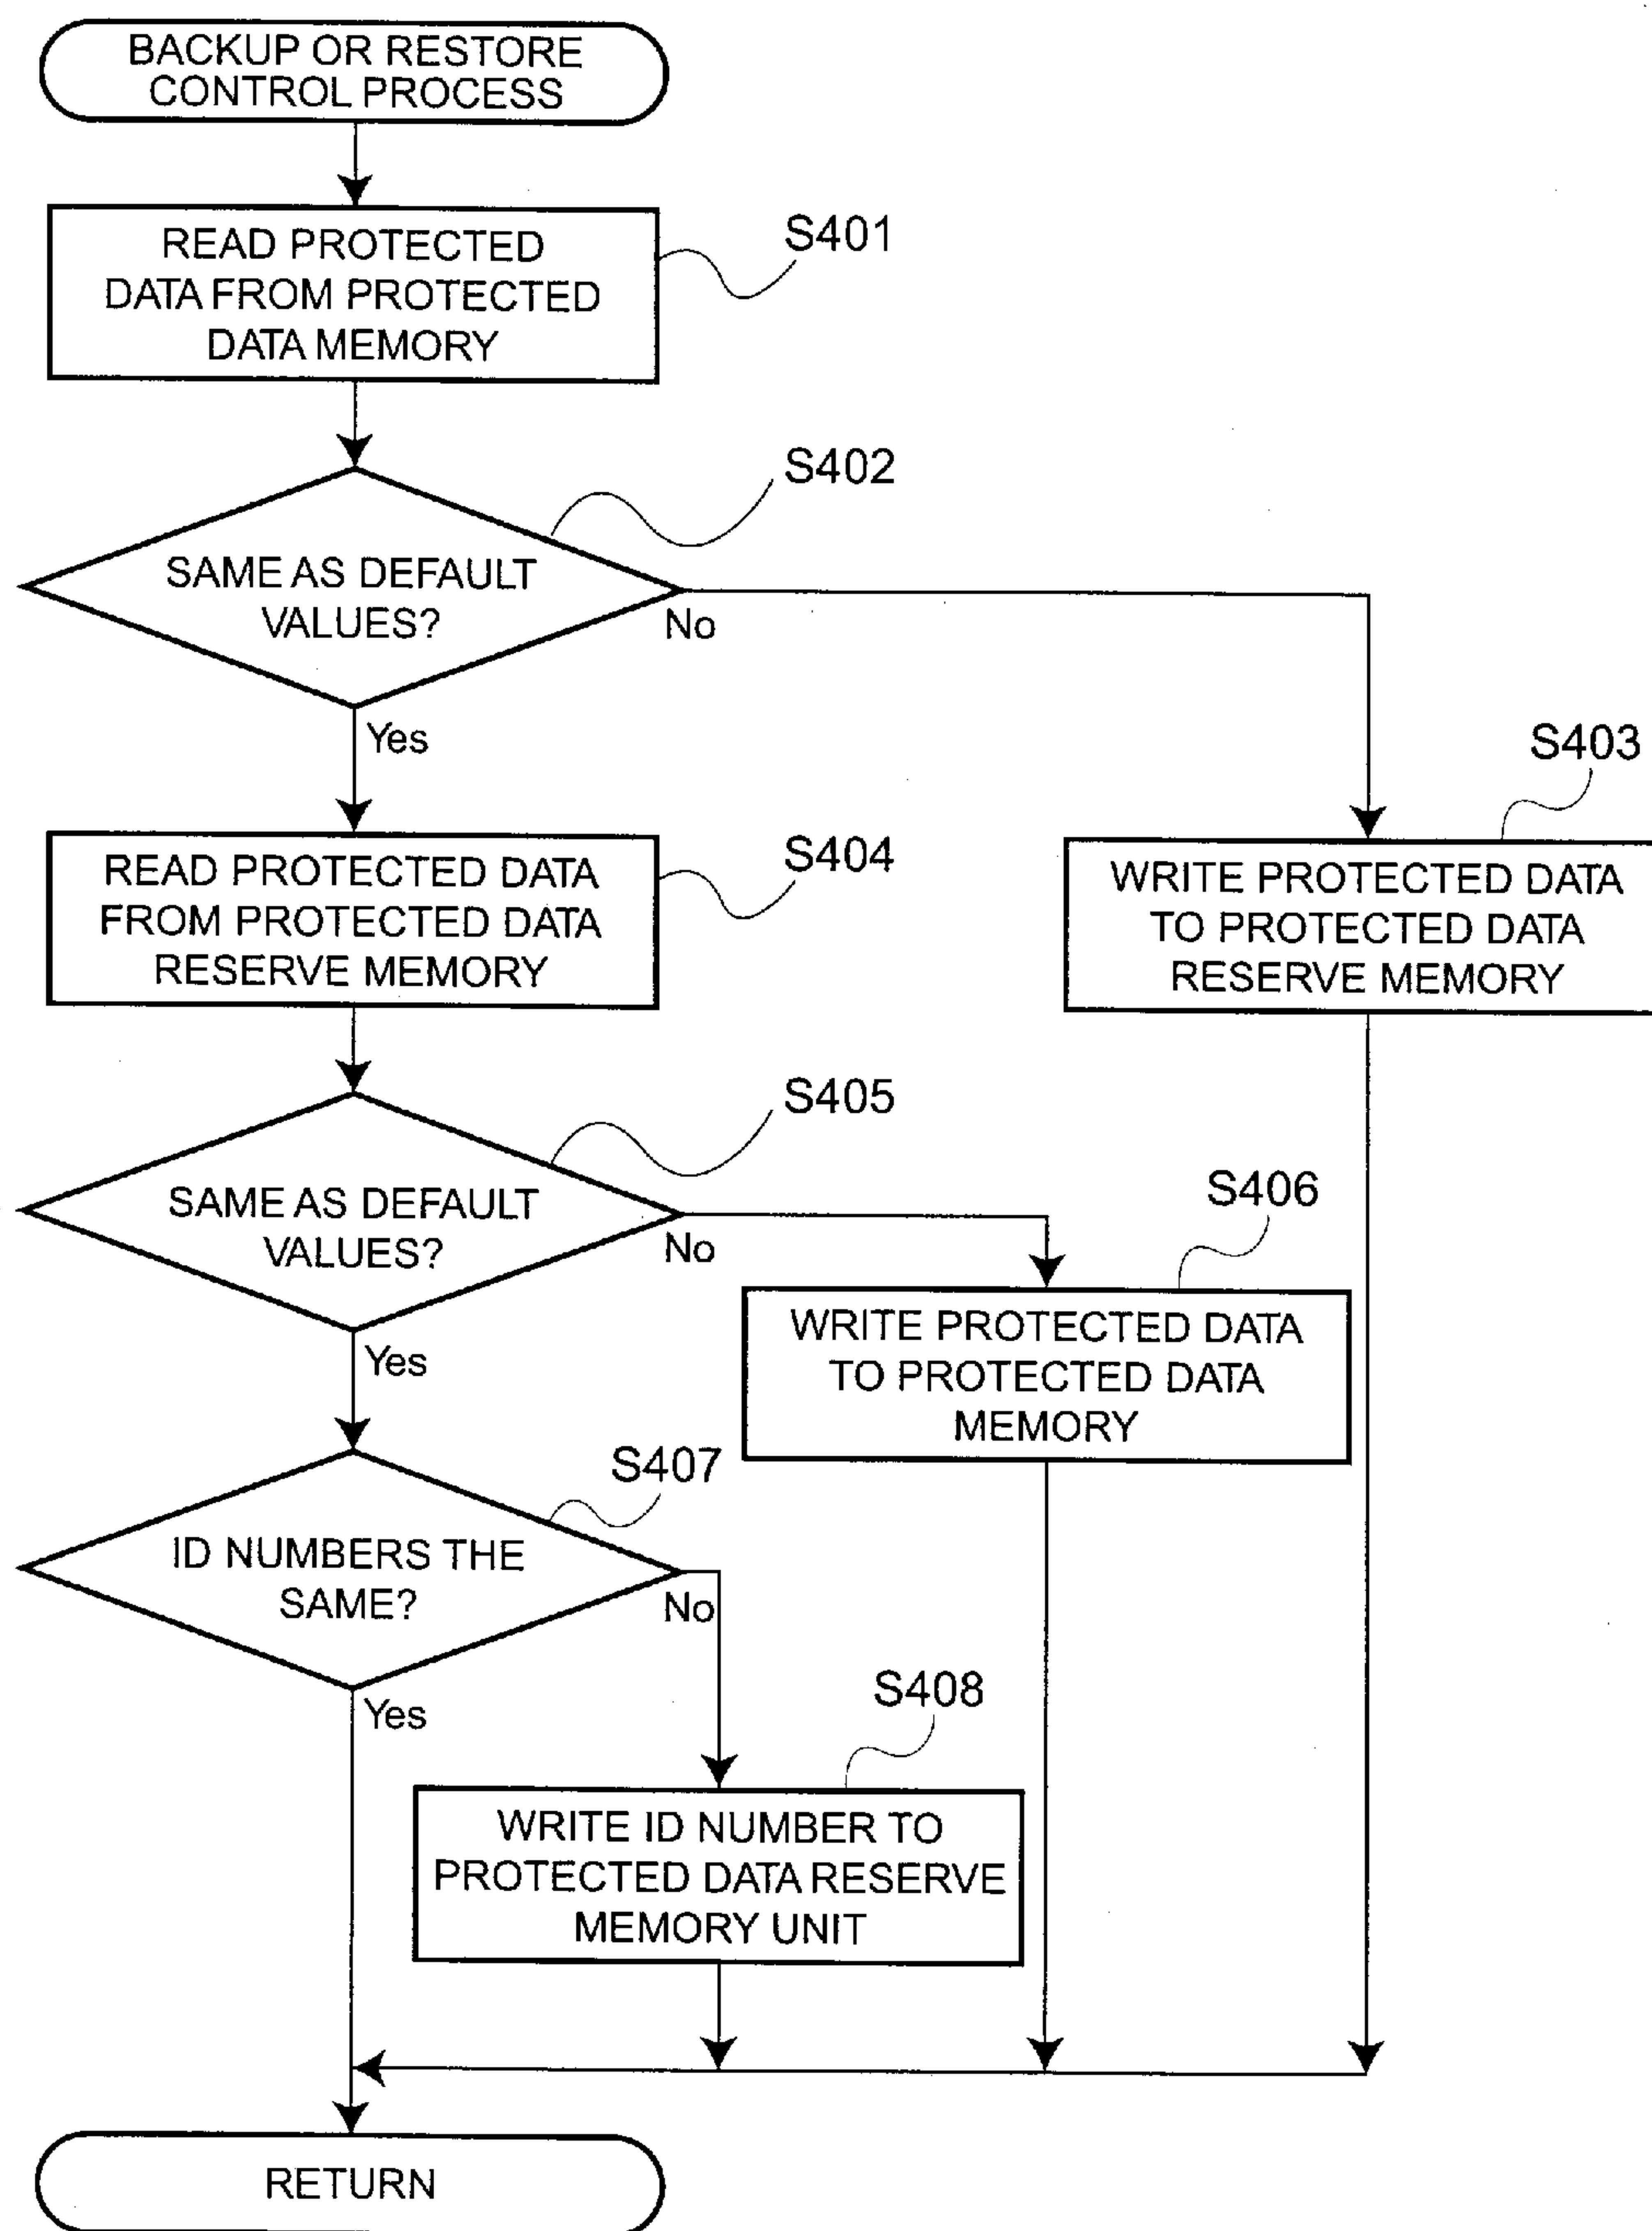 BACKUP OR RESTORE
CONTROL PROCESS
READ PROTECTED
DATA FROM PROTECTED
DATA MEMORY
S401
S402
SAME AS DEFAULT
VALUES?
No
Yes
S403
WRITE PROTECTED DATA
TO PROTECTED DATA
RESERVE MEMORY
S404
READ PROTECTED DATA
FROM PROTECTED DATA
RESERVE MEMORY
S405
SAME AS DEFAULT
VALUES?
No
Yes
S406
WRITE PROTECTED DATA
TO PROTECTED DATA
MEMORY
S407
ID NUMBERS THE
SAME?
No
Yes
S408
WRITE ID NUMBER TO
PROTECTED DATA RESERVE
MEMORY UNIT
RETURN